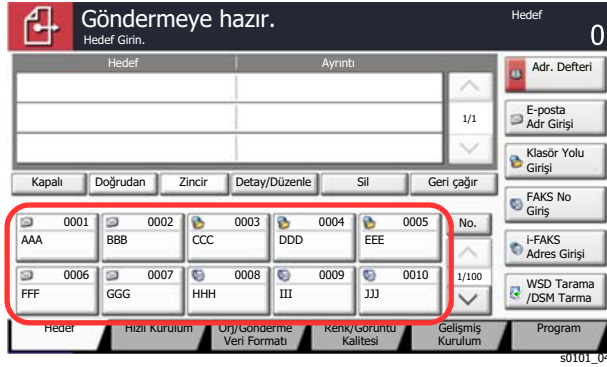 Göndermeye hazır.
Hedef Girin.
Hedef
0
Hedef Ayrıntı
1/1
Adr. Defteri
E-posta
Adr Girişi
Klasör Yolu
Girişi
FAKS No
Giriş
i-FAKS
Adres Girişi
WSD Tarama
/DSM Tarma
Kapalı Doğrudan Zincir Detay/Düzenle Sil Geri çağır
0001 0002 0003 0004 0005 No.
AAA BBB CCC DDD EEE
0006 0007 0008 0009 0010 1/100
FFF GGG HHH III JJJ
Hedef Hızlı Kurulum Orj/Gönderme
Veri Formatı Renk/Görüntü
Kalitesi Gelişmiş
Kurulum Program
s0101_04